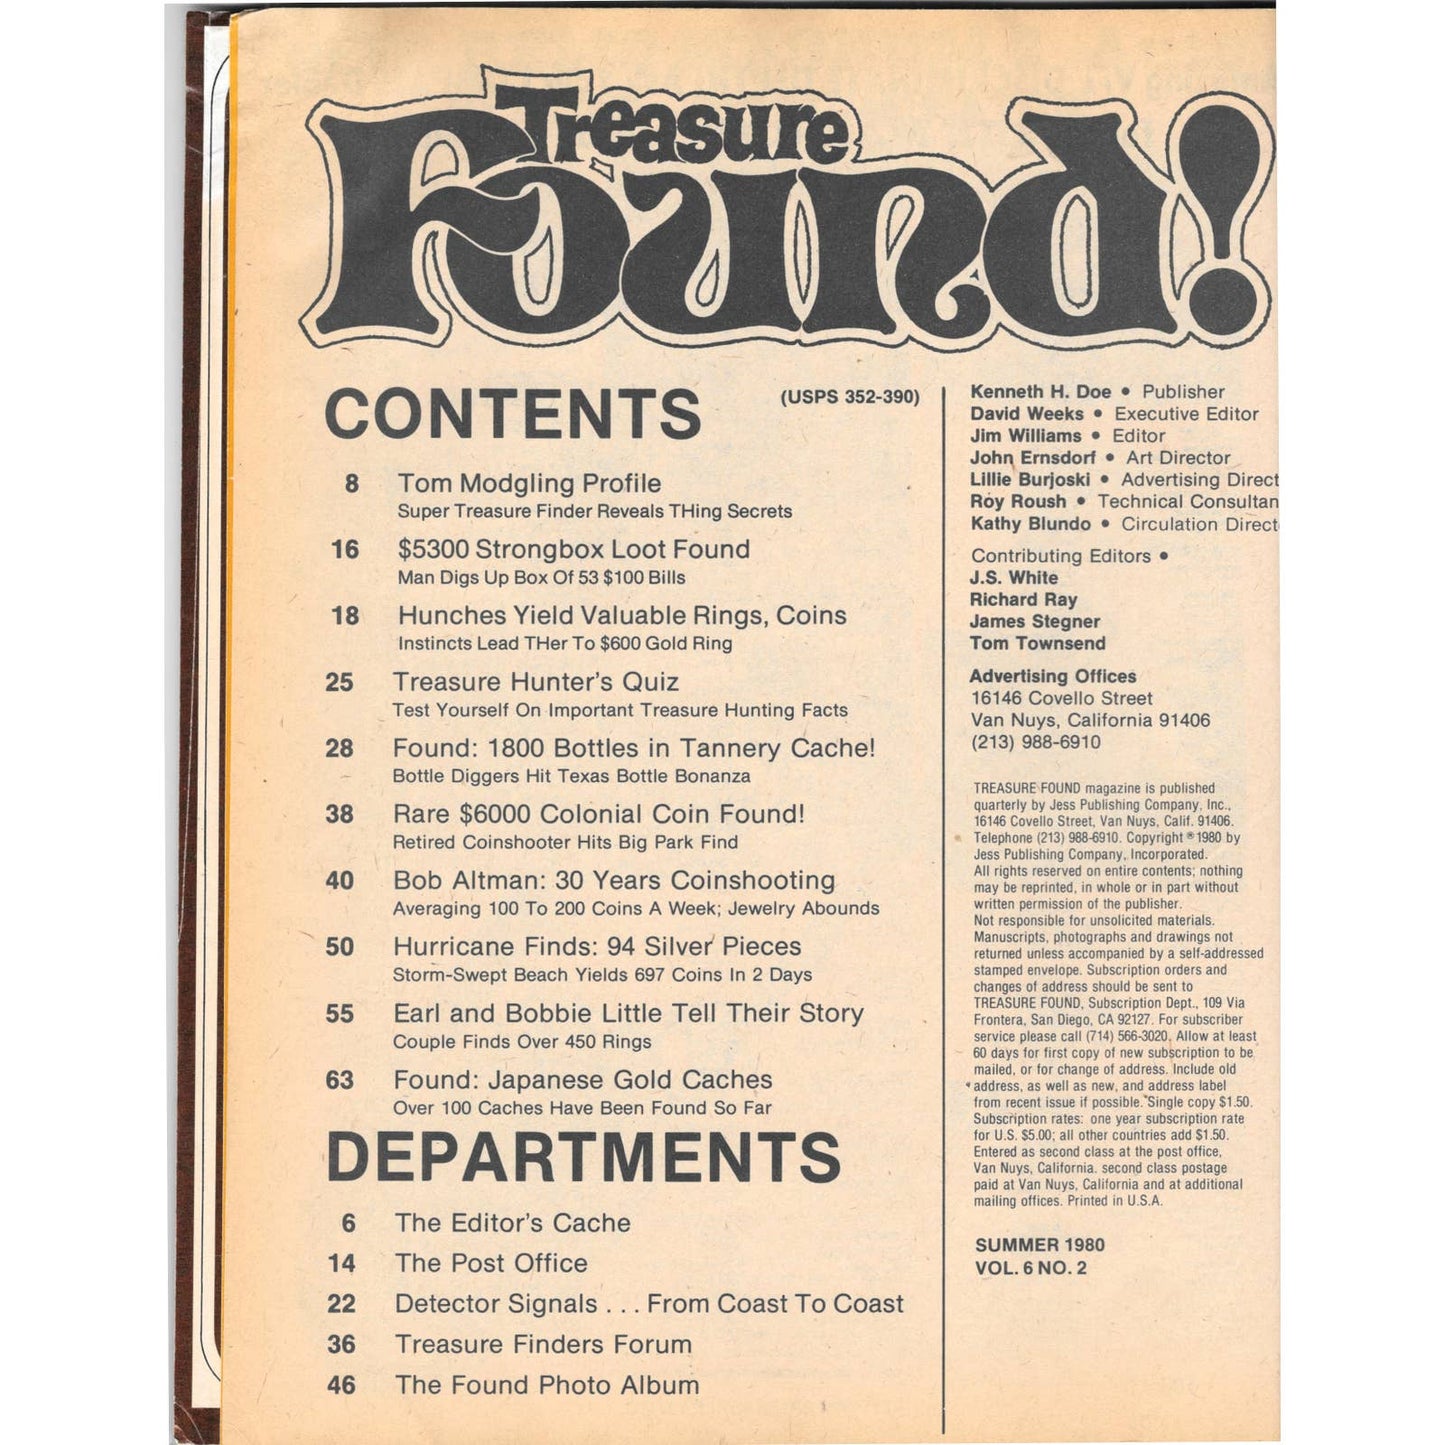 Treasure
Found!
CONTENTS
(USPS 352-390)
8 Tom Modgling Profile
Super Treasure Finder Reveals THing Secrets
16 $5300 Strongbox Loot Found
Man Digs Up Box Of 53 $100 Bills
18 Hunches Yield Valuable Rings, Coins
Instincts Lead THer To $600 Gold Ring
25 Treasure Hunter's Quiz
Test Yourself On Important Treasure Hunting Facts
28 Found: 1800 Bottles in Tannery Cache!
Bottle Diggers Hit Texas Bottle Bonanza
38 Rare $6000 Colonial Coin Found!
Retired Coinshooter Hits Big Park Find
40 Bob Altman: 30 Years Coinshooting
Averaging 100 To 200 Coins A Week; Jewelry Abounds
50 Hurricane Finds: 94 Silver Pieces
Storm-Swept Beach Yields 697 Coins In 2 Days
55 Earl and Bobbie Little Tell Their Story
Couple Finds Over 450 Rings
63 Found: Japanese Gold Caches
Over 100 Caches Have Been Found So Far
DEPARTMENTS
6 The Editor's Cache
14 The Post Office
22 Detector Signals . . . From Coast To Coast
36 Treasure Finders Forum
46 The Found Photo Album
Kenneth H. Doe • Publisher
David Weeks • Executive Editor
Jim Williams • Editor
John Ernsdorf • Art Director
Lillie Burjoski • Advertising Direct
Roy Roush • Technical Consultan
Kathy Blundo • Circulation Direct
Contributing Editors •
J.S. White
Richard Ray
James Stegner
Tom Townsend
Advertising Offices
16146 Covello Street
Van Nuys, California 91406
(213) 988-6910
TREASURE FOUND magazine is published
quarterly by Jess Publishing Company, Inc.,
16146 Covello Street, Van Nuys, Calif. 91406.
Telephone (213) 988-6910. Copyright © 1980 by
Jess Publishing Company, Incorporated.
All rights reserved on entire contents; nothing
may be reprinted, in whole or in part without
written permission of the publisher.
Not responsible for unsolicited materials.
Manuscripts, photographs and drawings not
returned unless accompanied by a self-addressed
stamped envelope. Subscription orders and
changes of address should be sent to
TREASURE FOUND, Subscription Dept., 109 Via
Frontera, San Diego, CA 92127. For subscriber
service please call (714) 566-3020. Allow at least
60 days for first copy of new subscription to be
mailed, or for change of address. Include old
address, as well as new, and address label
from recent issue if possible. Single copy $1.50.
Subscription rates: one year subscription rate
for U.S. $5.00; all other countries add $1.50.
Entered as second class at the post office,
Van Nuys, California. second class postage
paid at Van Nuys, California and at additional
mailing offices. Printed in U.S.A.
SUMMER 1980
VOL. 6 NO. 2